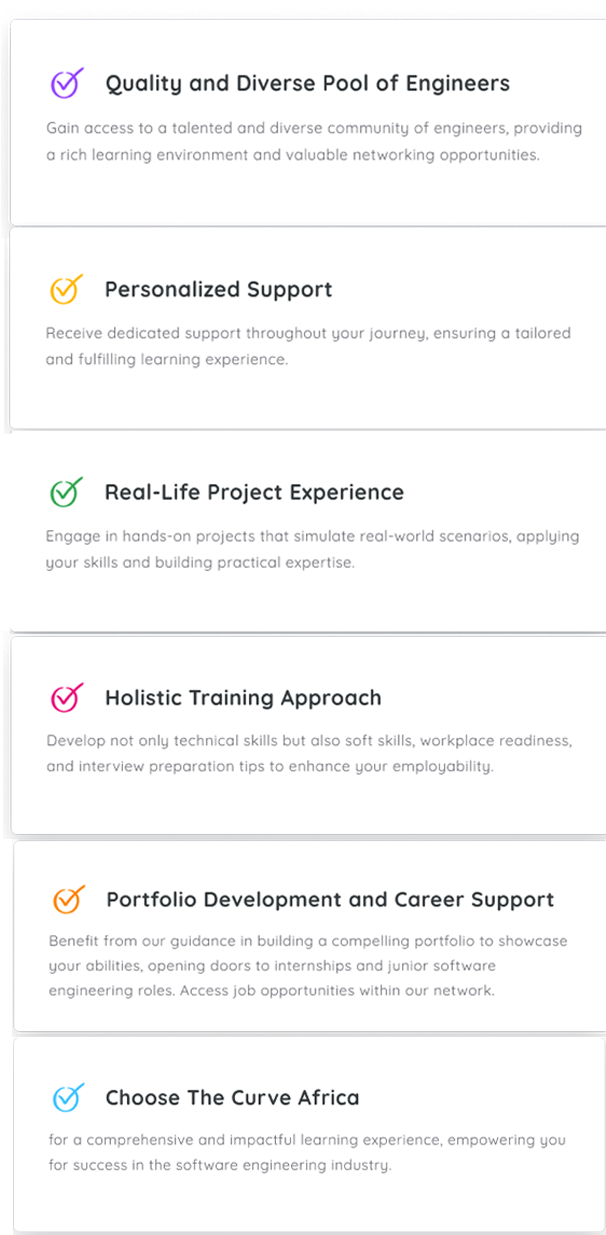 Quality and Diverse Pool of Engineers
Gain access to a talented and diverse community of engineers, providing
a rich learning environment and valuable networking opportunities.
Personalized Support
Receive dedicated support throughout your journey, ensuring a tailored
and fulfilling learning experience.
Real-Life Project Experience
Engage in hands-on projects that simulate real-world scenarios, applying
your skills and building practical expertise.
Holistic Training Approach
Develop not only technical skills but also soft skills, workplace readiness,
and interview preparation tips to enhance your employability.
Portfolio Development and Career Support
Benefit from our guidance in building a compelling portfolio to showcase
your abilities, opening doors to internships and junior software
engineering roles. Access job opportunities within our network.
Choose The Curve Africa
for a comprehensive and impactful learning experience, empowering you
for success in the software engineering industry.